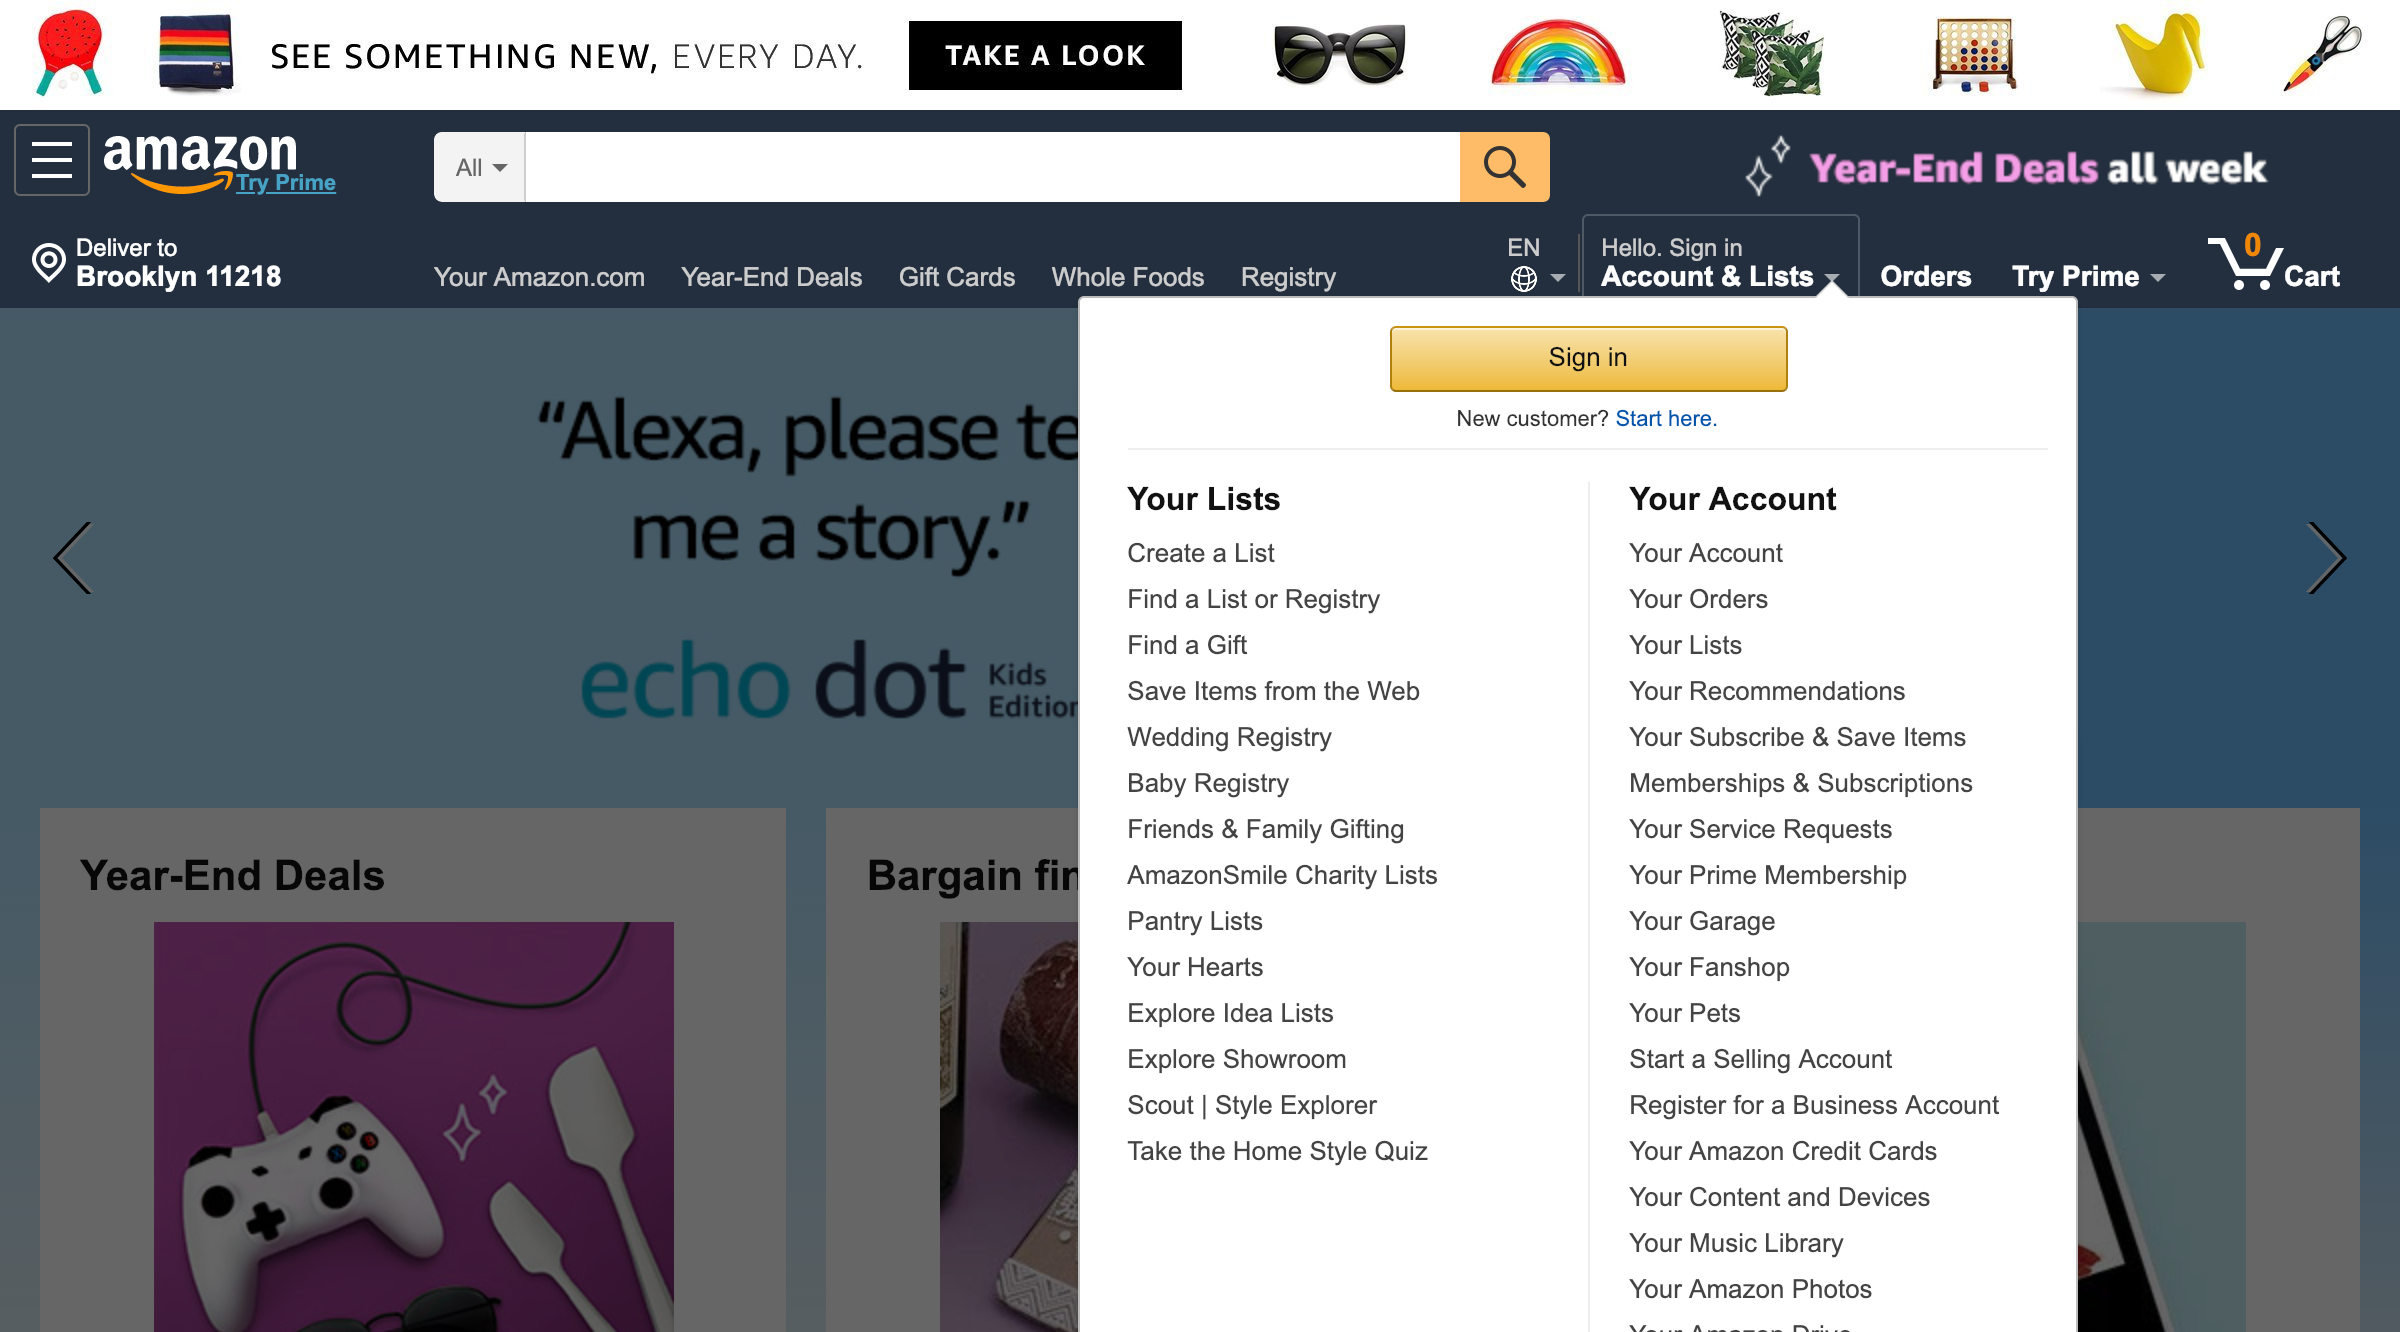 SEE SOMETHING NEW, EVERY DAY.
TAKE A LOOK
amazon
Try Prime
All
Year-End Deals all week
Deliver to
Brooklyn 11218
Your Amazon.com
Year-End Deals
Gift Cards
Whole Foods
Registry
EN
Hello. Sign in
Account & Lists
Orders
Try Prime
0
Cart
Sign in
New customer? Start here.
Your Lists
Create a List
Find a List or Registry
Find a Gift
Save Items from the Web
Wedding Registry
Baby Registry
Friends & Family Gifting
AmazonSmile Charity Lists
Pantry Lists
Your Hearts
Explore Idea Lists
Explore Showroom
Scout | Style Explorer
Take the Home Style Quiz
Your Account
Your Account
Your Orders
Your Lists
Your Recommendations
Your Subscribe & Save Items
Memberships & Subscriptions
Your Service Requests
Your Prime Membership
Your Garage
Your Fanshop
Your Pets
Start a Selling Account
Register for a Business Account
Your Amazon Credit Cards
Your Content and Devices
Your Music Library
Your Amazon Photos
Your Amazon Drive
“Alexa, please te
me a story.”
echo dot
Kids
Edition
Year-End Deals
Bargain fin